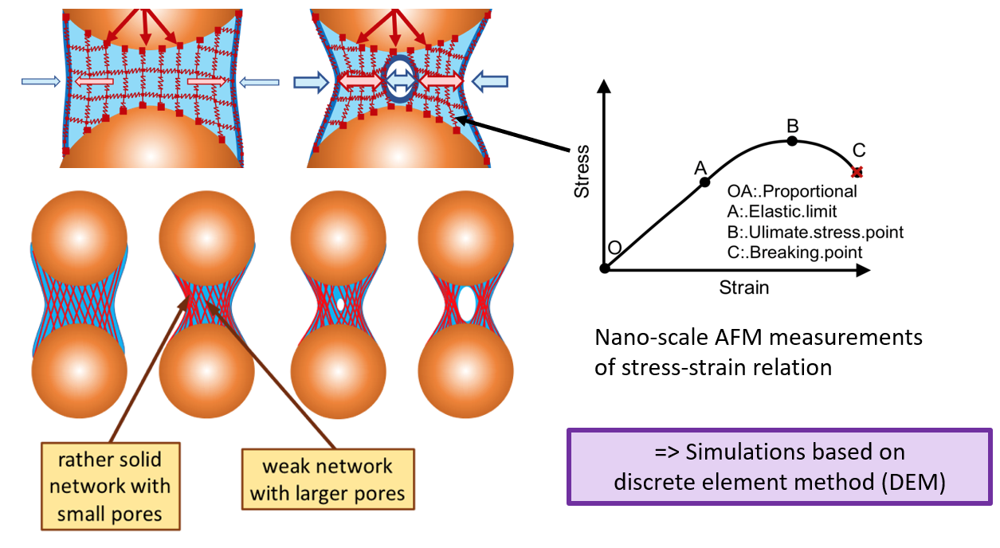 Stress
B
C
A
OA:.Proportional
A:.Elastic.limit
B:.Ulimate.stress.point
C:.Breaking.point
O
Strain
Nano-scale AFM measurements
of stress-strain relation
rather solid
network with
small pores
weak network
with larger pores
=> Simulations based on
discrete element method (DEM)